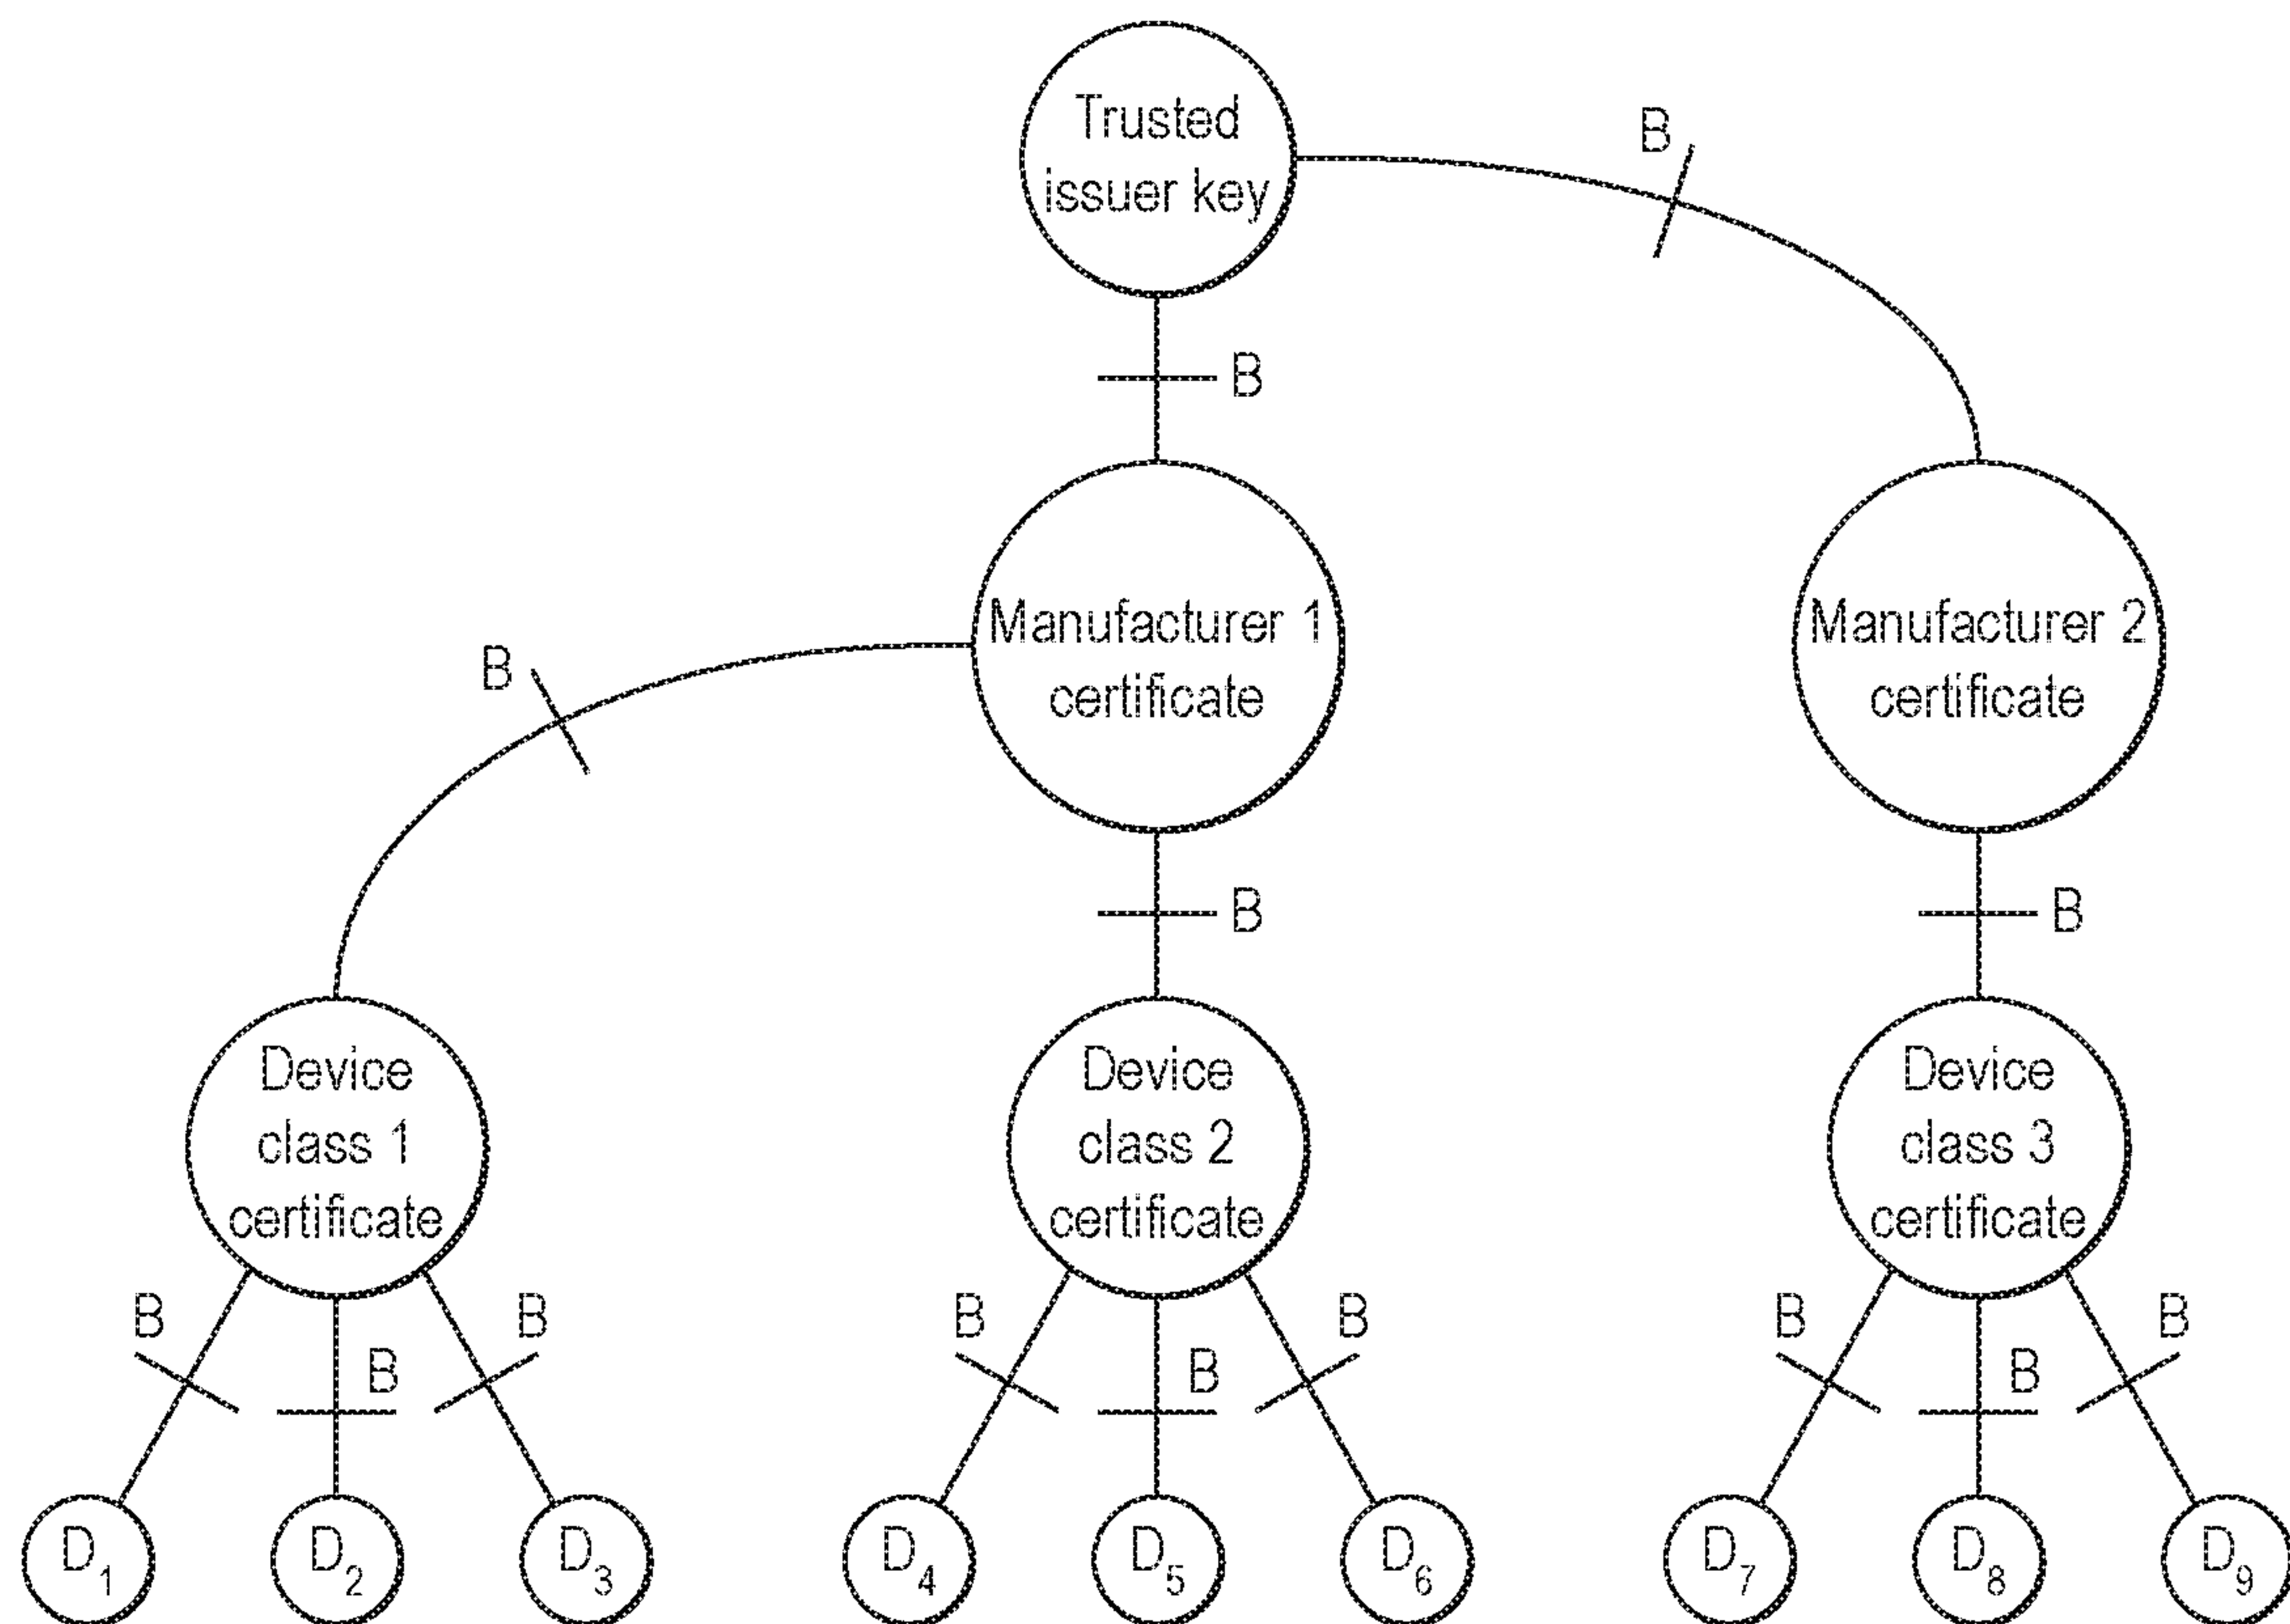 Trusted
issuer key
B
B
Manufacturer 1
certificate
Manufacturer 2
certificate
B
B
B
Device
class 1
certificate
Device
class 2
certificate
Device
class 3
certificate
B
B
B
B
B
B
B
B
B
D1
D2
D3
D4
D5
D6
D7
D8
D9